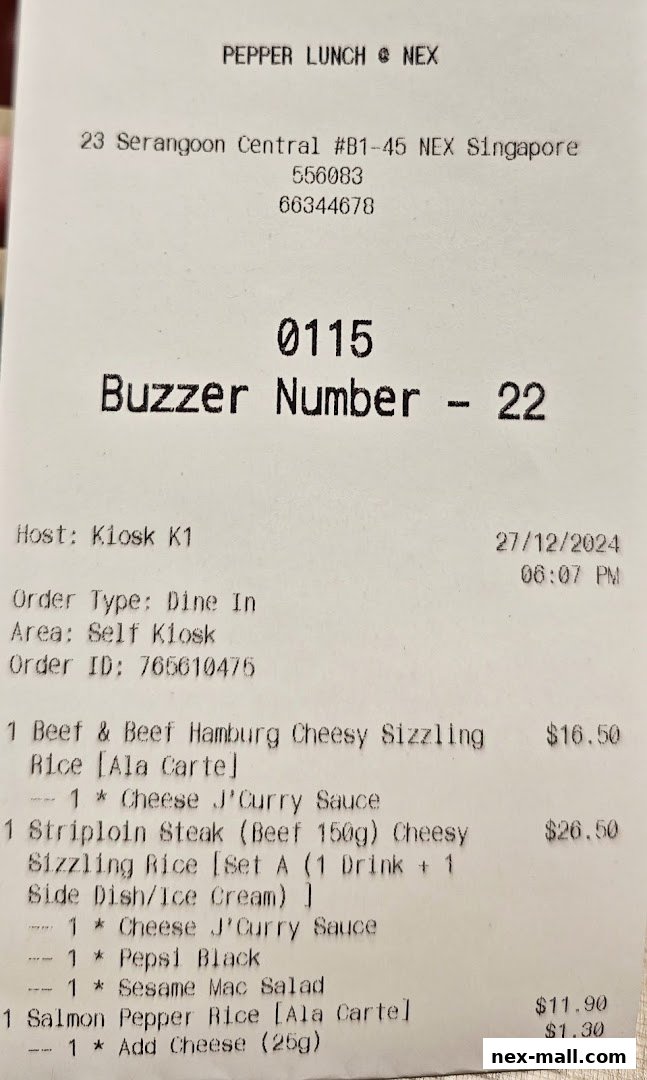 PEPPER LUNCH @ NEX
23 Serangoon Central #B1-45 NEX Singapore
556083
66344678
0115
Buzzer Number - 22
Host: Kiosk K1
27/12/2024
06:07 PM
Order Type: Dine In
Area: Self Kiosk
Order ID: 765610475
1 Beef & Beef Hamburg Cheesy Sizzling $16.50
Rice [Ala Carte]
-- 1 * Cheese J'Curry Sauce
1 Striploin Steak (Beef 150g) Cheesy $26.50
Sizzling Rice [Set A (1 Drink + 1
Side Dish/Ice Cream) ]
-- 1 * Cheese J'Curry Sauce
-- 1 * Pepsi Black
-- 1 * Sesame Mac Salad
1 Salmon Pepper Rice [Ala Carte] $11.90
-- 1 * Add Cheese (25g) $1.30
nex-mall.com